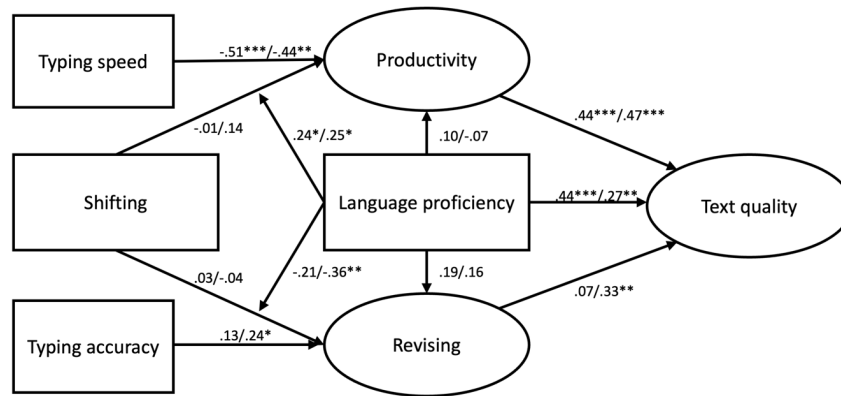 -.51***/-.44**
Typing speed
Productivity
.44***/.47***
-.01/.14
.24*/.25*
.10/-.07
Shifting
Language proficiency
.44***/.27**
Text quality
.03/-.04
-.21/-.36**
.19/.16
.07/.33**
Typing accuracy
.13/.24*
Revising